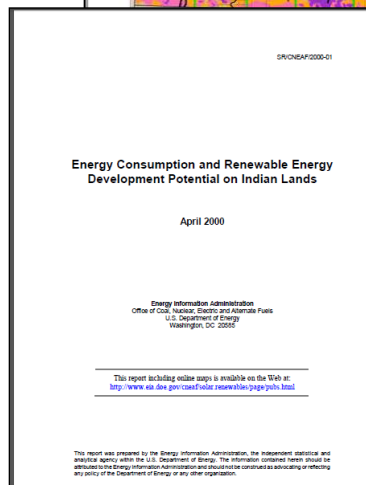 SR/CNEAF/2000-01
Energy Consumption and Renewable Energy
Development Potential on Indian Lands
April 2000
Energy Information Administration
Office of Coal, Nuclear, Electric and Alternate Fuels
U.S. Department of Energy
Washington, DC 20585
This report including online maps is available on the Web at:
http://www.eia.doe.gov/cneaf/solar.renewables/page/pubs.html
This report was prepared by the Energy Information Administration, the independent statistical and
analytical agency within the U.S. Department of Energy. The information contained herein should be
attributed to the Energy Information Administration and should not be construed as advocating or reflecting
any policy of the Department of Energy or any other organization.